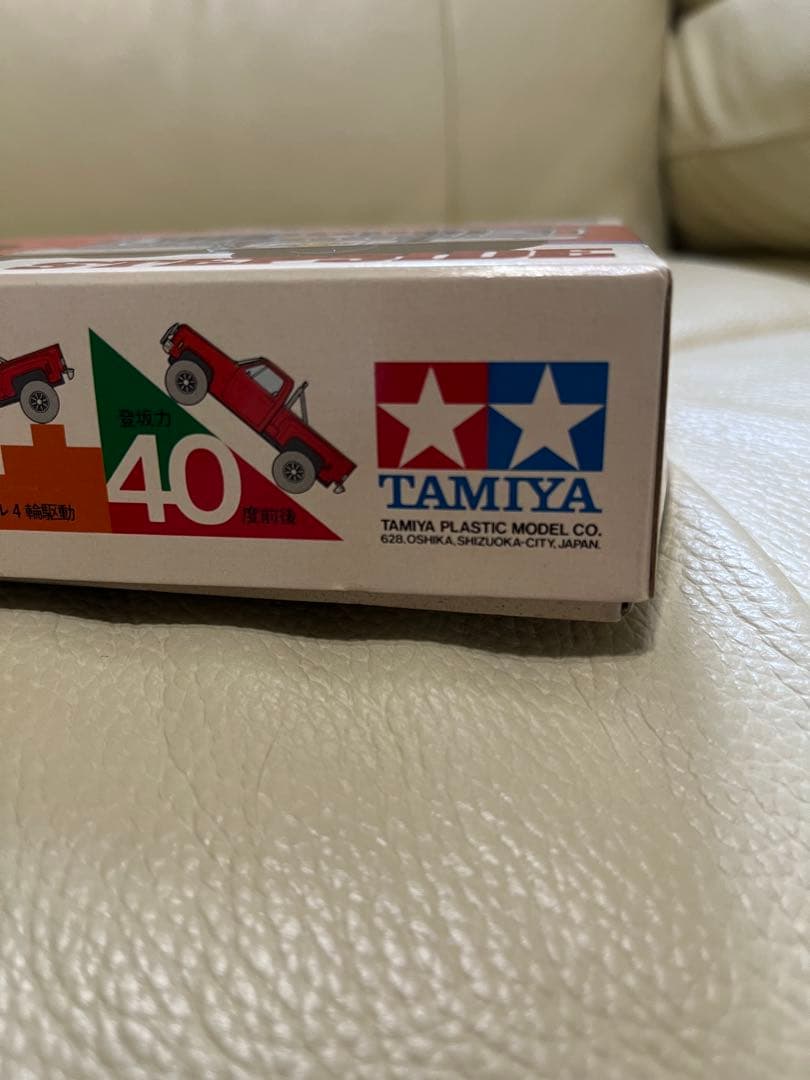 登坂力
40
度前後
ル4輪駆動
TAMIYA
TAMIYA PLASTIC MODEL CO.
628, OSHIKA, SHIZUOKA-CITY, JAPAN.